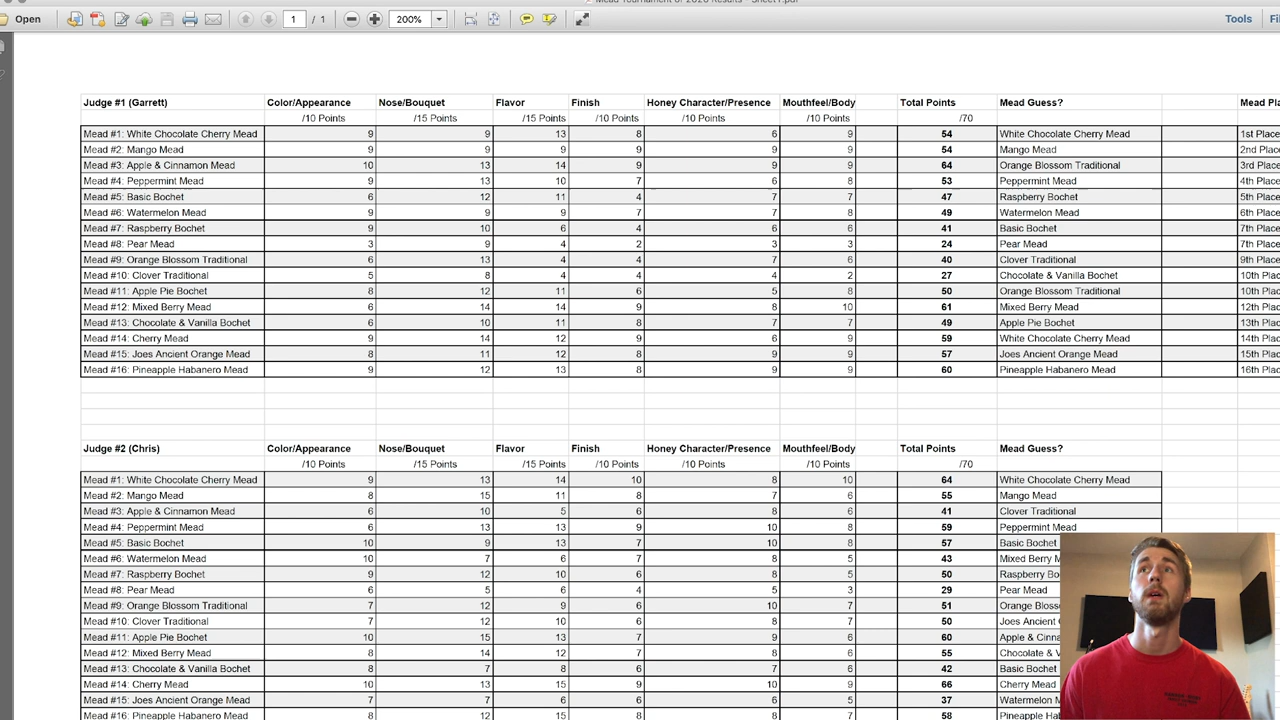 Mead Tournament of 2020 Results - Sheet1.pdf
Open 1 / 1 200% Tools
Judge #1 (Garrett) Color/Appearance Nose/Bouquet Flavor Finish Honey Character/Presence Mouthfeel/Body Total Points Mead Guess?
/10 Points /15 Points /15 Points /10 Points /10 Points /10 Points /70
Mead #1: White Chocolate Cherry Mead 9 9 13 8 6 9 54 White Chocolate Cherry Mead 1st Place
Mead #2: Mango Mead 9 9 9 9 9 9 54 Mango Mead 2nd Place
Mead #3: Apple & Cinnamon Mead 10 13 14 9 9 9 64 Orange Blossom Traditional 3rd Place
Mead #4: Peppermint Mead 9 13 10 7 6 8 53 Peppermint Mead 4th Place
Mead #5: Basic Bochet 6 12 11 4 7 7 47 Raspberry Bochet 5th Place
Mead #6: Watermelon Mead 9 9 9 7 7 8 49 Watermelon Mead 6th Place
Mead #7: Raspberry Bochet 9 10 6 4 6 6 41 Basic Bochet 7th Place
Mead #8: Pear Mead 3 9 4 2 3 3 24 Pear Mead 7th Place
Mead #9: Orange Blossom Traditional 6 13 4 4 7 6 40 Clover Traditional 9th Place
Mead #10: Clover Traditional 5 8 4 4 4 2 27 Chocolate & Vanilla Bochet 10th Plac
Mead #11: Apple Pie Bochet 8 12 11 6 5 8 50 Orange Blossom Traditional 10th Plac
Mead #12: Mixed Berry Mead 6 14 14 9 8 10 61 Mixed Berry Mead 12th Plac
Mead #13: Chocolate & Vanilla Bochet 6 10 11 8 7 7 49 Apple Pie Bochet 13th Plac
Mead #14: Cherry Mead 9 14 12 9 6 9 59 White Chocolate Cherry Mead 14th Plac
Mead #15: Joes Ancient Orange Mead 8 11 12 8 9 9 57 Joes Ancient Orange Mead 15th Plac
Mead #16: Pineapple Habanero Mead 9 12 13 8 9 9 60 Pineapple Habanero Mead 16th Plac
Judge #2 (Chris) Color/Appearance Nose/Bouquet Flavor Finish Honey Character/Presence Mouthfeel/Body Total Points Mead Guess?
/10 Points /15 Points /15 Points /10 Points /10 Points /10 Points /70
Mead #1: White Chocolate Cherry Mead 9 13 14 10 8 10 64 White Chocolate Cherry Mead
Mead #2: Mango Mead 8 15 11 8 7 6 55 Mango Mead
Mead #3: Apple & Cinnamon Mead 6 10 5 6 8 6 41 Clover Traditional
Mead #4: Peppermint Mead 6 13 13 9 10 8 59 Peppermint Mead
Mead #5: Basic Bochet 10 9 13 7 10 8 57 Basic Bochet
Mead #6: Watermelon Mead 10 7 6 7 8 5 43 Mixed Berry M
Mead #7: Raspberry Bochet 9 12 10 6 8 5 50 Raspberry Bo
Mead #8: Pear Mead 6 5 6 4 5 3 29 Pear Mead
Mead #9: Orange Blossom Traditional 7 12 9 6 10 7 51 Orange Bloss
Mead #10: Clover Traditional 7 12 10 6 8 7 50 Joes Ancient
Mead #11: Apple Pie Bochet 10 15 13 7 9 6 60 Apple & Cinna
Mead #12: Mixed Berry Mead 8 14 12 7 8 6 55 Chocolate & V
Mead #13: Chocolate & Vanilla Bochet 8 7 8 6 7 6 42 Basic Bochet
Mead #14: Cherry Mead 10 13 15 9 10 9 66 Cherry Mead
Mead #15: Joes Ancient Orange Mead 7 7 6 6 6 5 37 Watermelon M
Mead #16: Pineapple Habanero Mead 8 12 15 8 8 7 58 Pineapple Hab